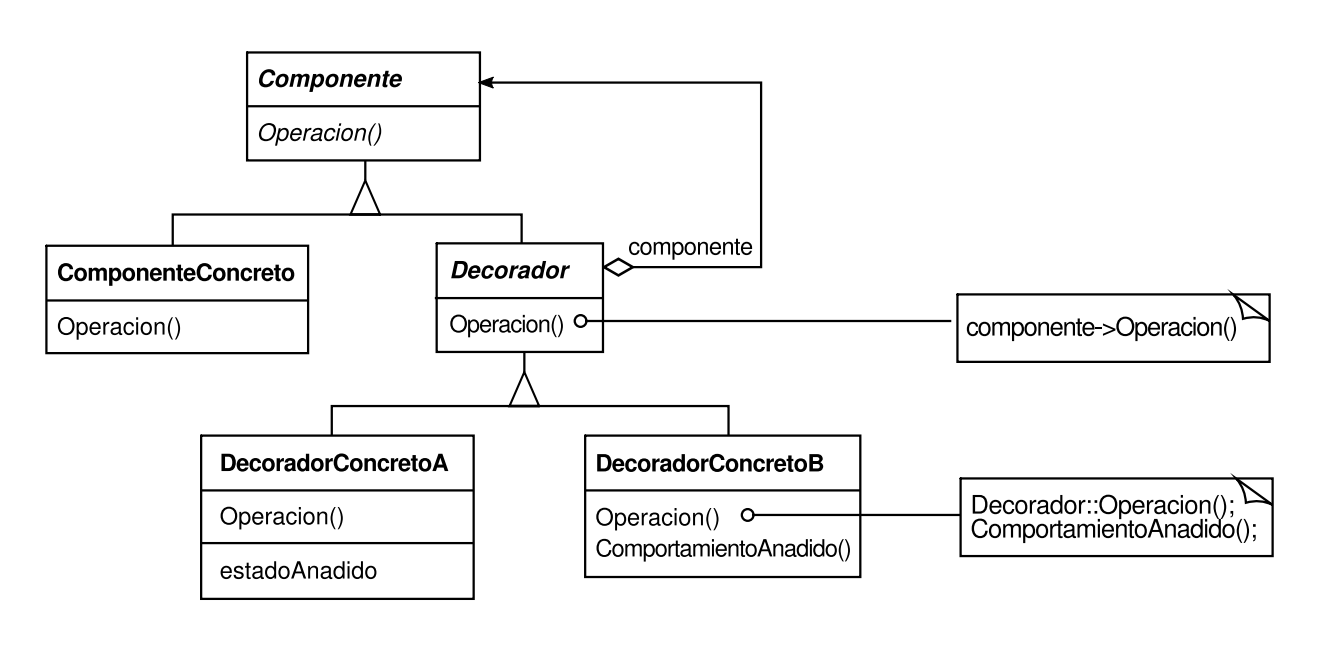 Componente
Operacion()
componente
ComponenteConcreto
Operacion()
Decorador
Operacion()
componente->Operacion()
DecoradorConcretoA
Operacion()
estadoAnadido
DecoradorConcretoB
Operacion()
ComportamientoAnadido()
Decorador::Operacion();
ComportamientoAnadido();